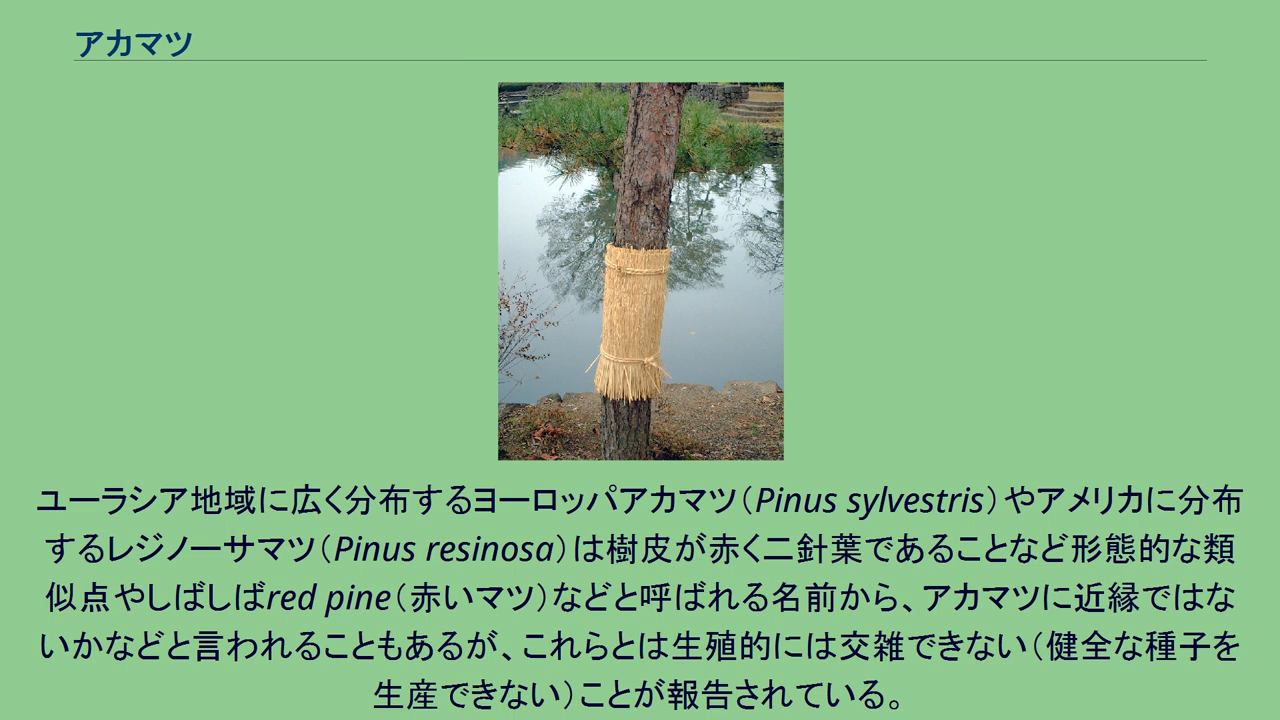 アカマツ
ユーラシア地域に広く分布するヨーロッパアカマツ（Pinus sylvestris）やアメリカに分布
するレジノーサマツ（Pinus resinosa）は樹皮が赤く二針葉であることなど形態的な類
似点やしばしばred pine（赤いマツ）などと呼ばれる名前から、アカマツに近縁ではな
いかなどと言われることもあるが、これらとは生殖的には交雑できない（健全な種子を
生産できない）ことが報告されている。